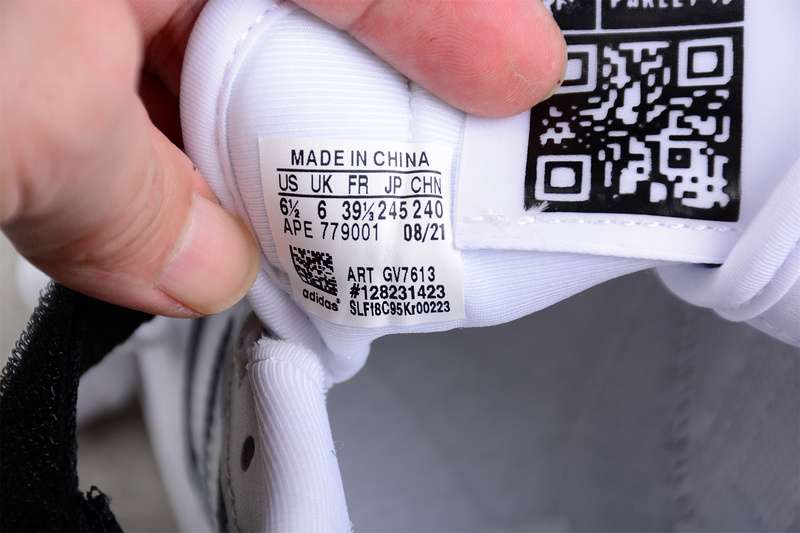 MADE IN CHINA
US UK FR JP CHN
6½ 6 39⅓ 245 240
APE 779001 08/21
ART GV7613
#128231423
adidas
SLF18C95Kr00223